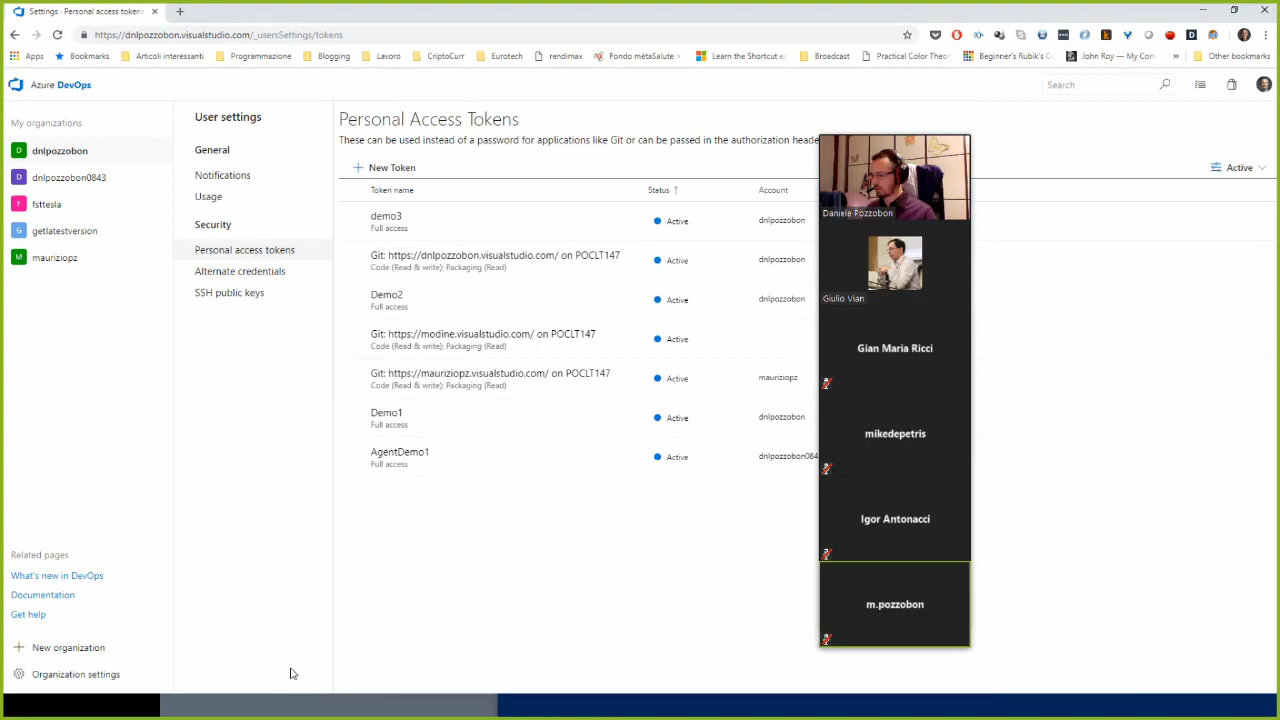 Settings - Personal access tokens
https://dnlpozzobon.visualstudio.com/_usersSettings/tokens
Apps Bookmarks Articoli interessanti Programmazione Blogging Lavoro CriptoCurr Eurotech rendimax Fondo mètaSalute Learn the Shortcut Broadcast Practical Color Beginner's Rubik's C John Roy — My Com » Other bookmarks
Azure DevOps
Search
My organizations
D dnlpozzobon
D dnlpozzobon0843
F fsttesla
G getlatestversion
M mauriziopz
Related pages
What's new in DevOps
Documentation
Get help
New organization
Organization settings
User settings
General
Notifications
Usage
Security
Personal access tokens
Alternate credentials
SSH public keys
Personal Access Tokens
These can be used instead of a password for applications like Git or can be passed in the authorization heade
New Token
Active
Token name Status ↑ Account
demo3 Active dnlpozzobon
Full access
Git: https://dnlpozzobon.visualstudio.com/ on POCLT147 Active dnlpozzobon
Code (Read & write); Packaging (Read)
Demo2 Active dnlpozzobon
Full access
Git: https://modine.visualstudio.com/ on POCLT147 Active
Code (Read & write); Packaging (Read)
Git: https://mauriziopz.visualstudio.com/ on POCLT147 Active mauriziopz
Code (Read & write); Packaging (Read)
Demo1 Active dnlpozzobon
Full access
AgentDemo1 Active dnlpozzobon084
Full access
Daniele Pozzobon
Giulio Vian
Gian Maria Ricci
mikedepetris
Igor Antonacci
m.pozzobon